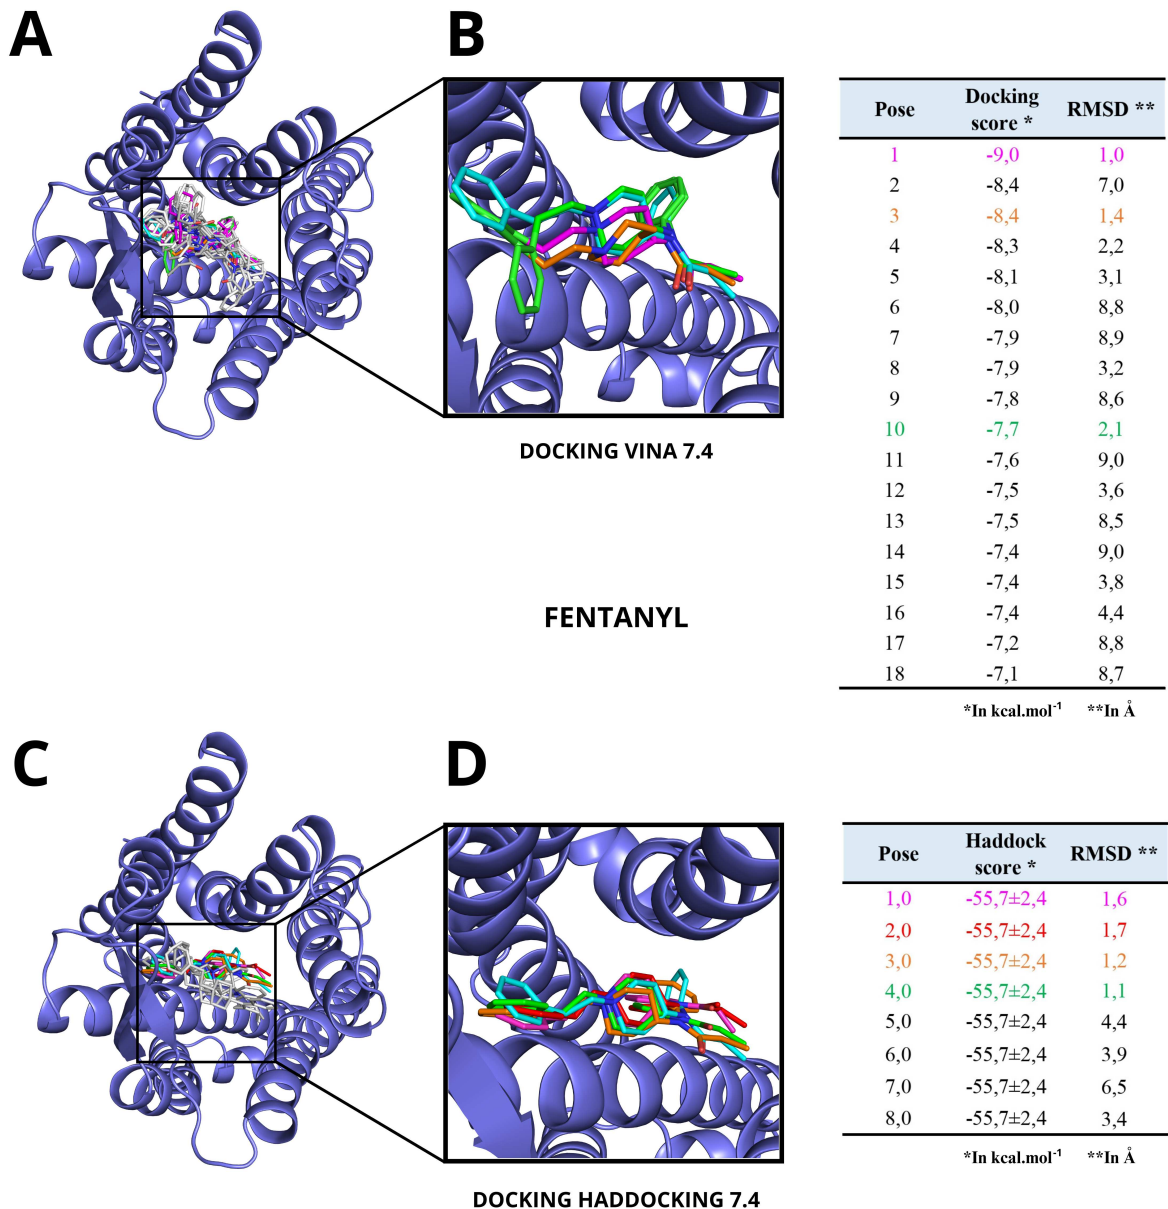 A
B
Pose Docking score * RMSD **
1 -9,0 1,0
2 -8,4 7,0
3 -8,4 1,4
4 -8,3 2,2
5 -8,1 3,1
6 -8,0 8,8
7 -7,9 8,9
8 -7,9 3,2
9 -7,8 8,6
10 -7,7 2,1
11 -7,6 9,0
12 -7,5 3,6
13 -7,5 8,5
14 -7,4 9,0
15 -7,4 3,8
16 -7,4 4,4
17 -7,2 8,8
18 -7,1 8,7
*In kcal.mol⁻¹ **In Å
DOCKING VINA 7.4
FENTANYL
C
D
Pose Haddock score * RMSD **
1,0 -55,7±2,4 1,6
2,0 -55,7±2,4 1,7
3,0 -55,7±2,4 1,2
4,0 -55,7±2,4 1,1
5,0 -55,7±2,4 4,4
6,0 -55,7±2,4 3,9
7,0 -55,7±2,4 6,5
8,0 -55,7±2,4 3,4
*In kcal.mol⁻¹ **In Å
DOCKING HADDOCKING 7.4